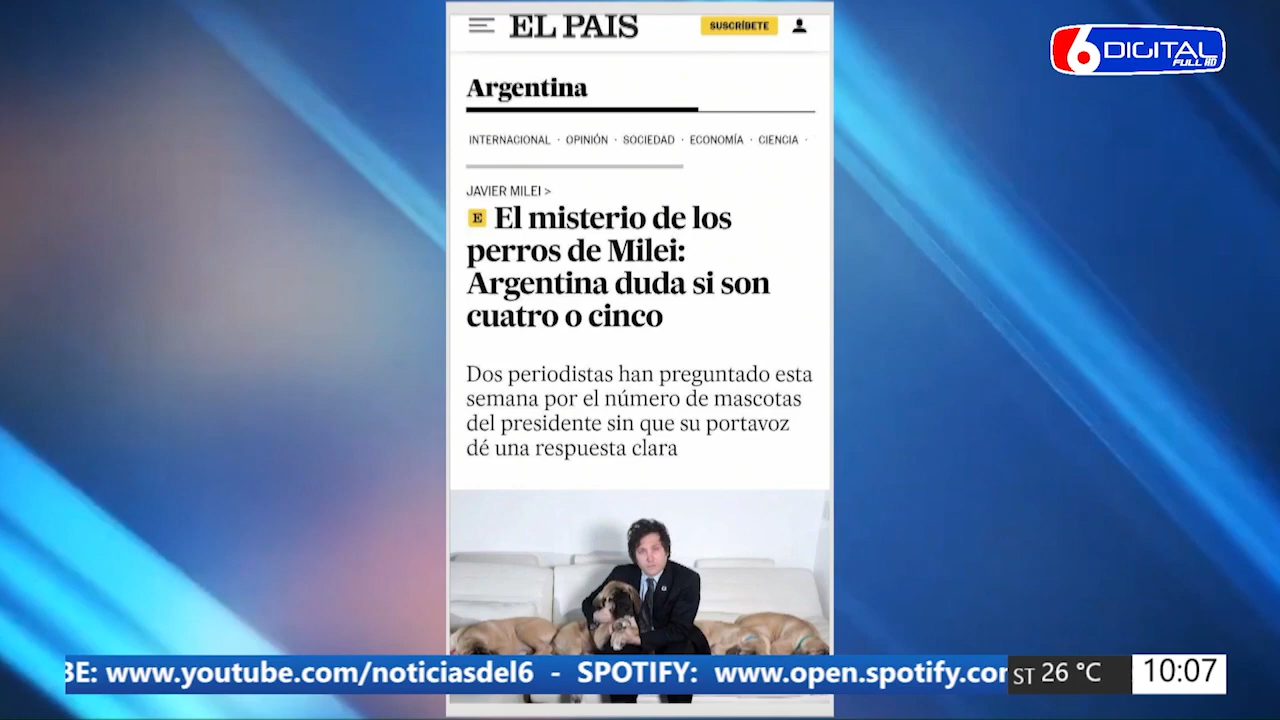 EL PAIS
SUSCRÍBETE
6 DIGITAL
FULL HD
Argentina
INTERNACIONAL · OPINIÓN · SOCIEDAD · ECONOMÍA · CIENCIA ·
JAVIER MILEI >
E El misterio de los
perros de Milei:
Argentina duda si son
cuatro o cinco
Dos periodistas han preguntado esta
semana por el número de mascotas
del presidente sin que su portavoz
dé una respuesta clara
BE: www.youtube.com/noticiasdel6 - SPOTIFY: www.open.spotify.com
ST 26 °C
10:07